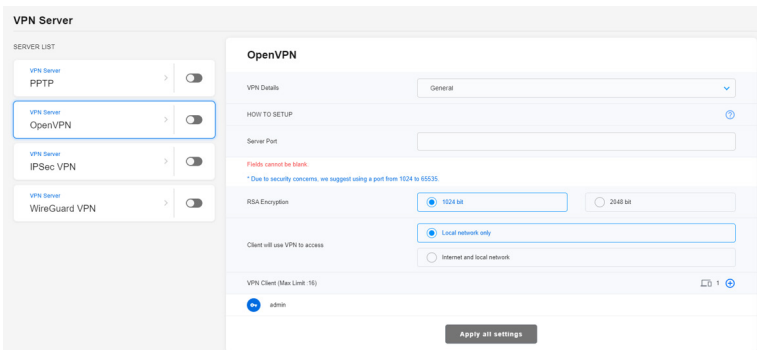 VPN Server
SERVER LIST
VPN Server
PPTP
VPN Server
OpenVPN
VPN Server
IPSec VPN
VPN Server
WireGuard VPN
OpenVPN
VPN Details
General
HOW TO SETUP
Server Port
Fields cannot be blank.
* Due to security concerns, we suggest using a port from 1024 to 65535.
RSA Encryption
1024 bit
2048 bit
Client will use VPN to access
Local network only
Internet and local network
VPN Client (Max Limit :16)
1
admin
Apply all settings